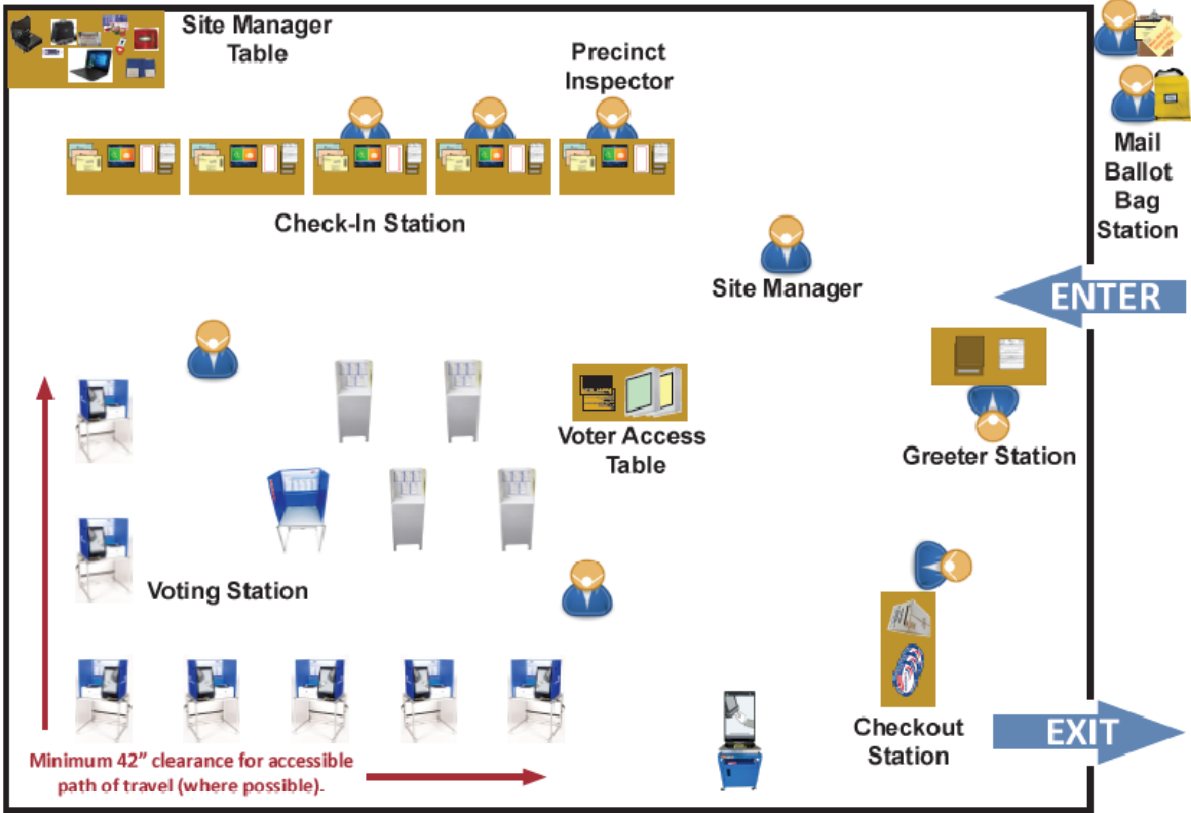 Site Manager
Table
Precinct
Inspector
Mail
Ballot
Bag
Station
Check-In Station
Site Manager
ENTER
Voter Access
Table
Greeter Station
Voting Station
Checkout
Station
EXIT
Minimum 42” clearance for accessible
path of travel (where possible).